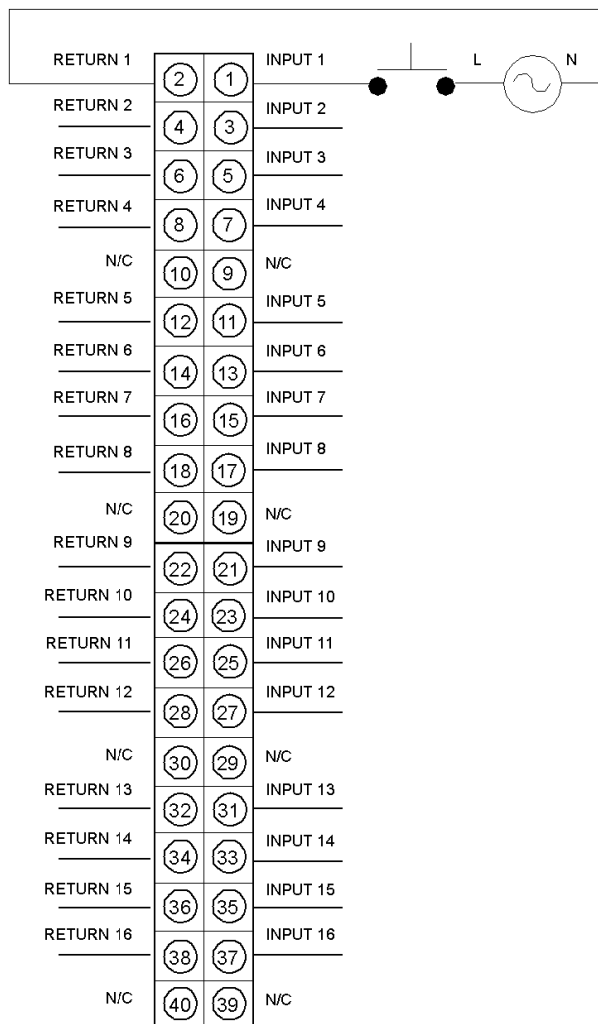 RETURN 1 2 1 INPUT 1 L N
RETURN 2 4 3 INPUT 2
RETURN 3 6 5 INPUT 3
RETURN 4 8 7 INPUT 4
N/C 10 9 N/C
RETURN 5 12 11 INPUT 5
RETURN 6 14 13 INPUT 6
RETURN 7 16 15 INPUT 7
RETURN 8 18 17 INPUT 8
N/C 20 19 N/C
RETURN 9 22 21 INPUT 9
RETURN 10 24 23 INPUT 10
RETURN 11 26 25 INPUT 11
RETURN 12 28 27 INPUT 12
N/C 30 29 N/C
RETURN 13 32 31 INPUT 13
RETURN 14 34 33 INPUT 14
RETURN 15 36 35 INPUT 15
RETURN 16 38 37 INPUT 16
N/C 40 39 N/C